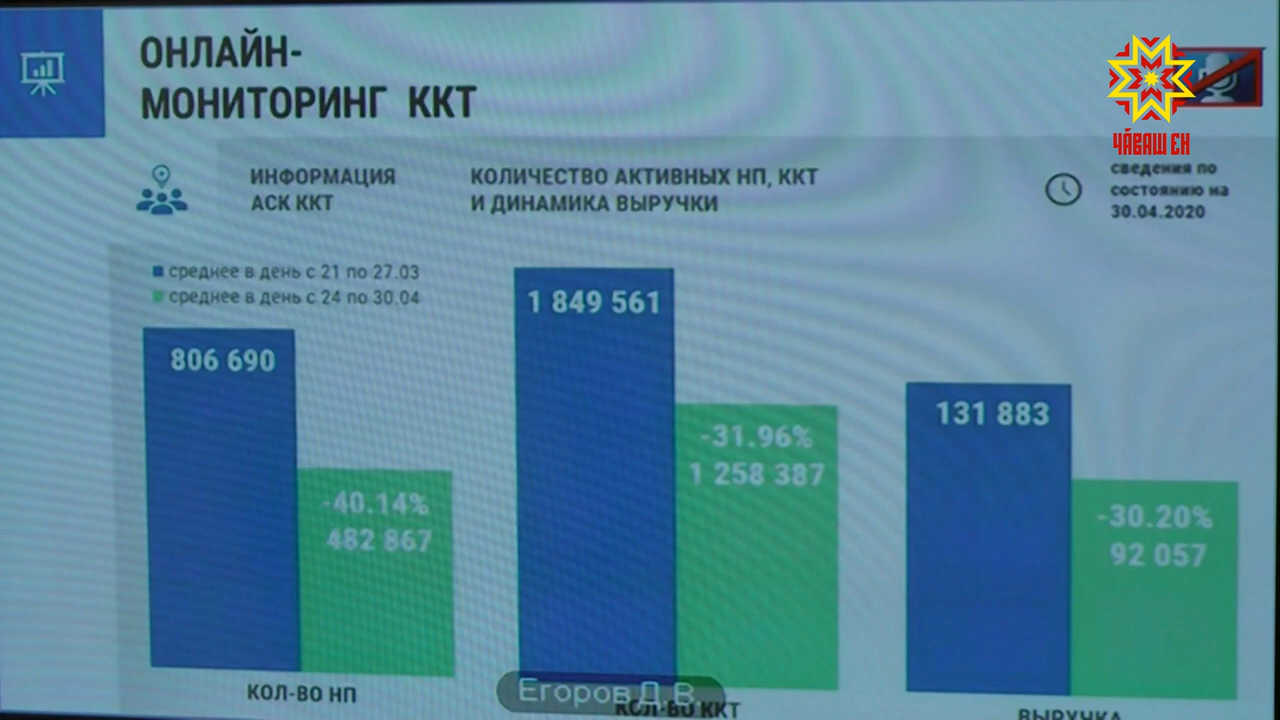 ОНЛАЙН-
МОНИТОРИНГ ККТ
ЧӐВАШ ЕН
ИНФОРМАЦИЯ
АСК ККТ
КОЛИЧЕСТВО АКТИВНЫХ НП, ККТ
И ДИНАМИКА ВЫРУЧКИ
сведения по
состоянию на
30.04.2020
среднее в день с 21 по 27.03
среднее в день с 24 по 30.04
806 690
-40.14%
482 867
1 849 561
-31.96%
1 258 387
131 883
-30.20%
92 057
КОЛ-ВО НП
КОЛ-ВО ККТ
ВЫРУЧКА
Егоров Д.В.